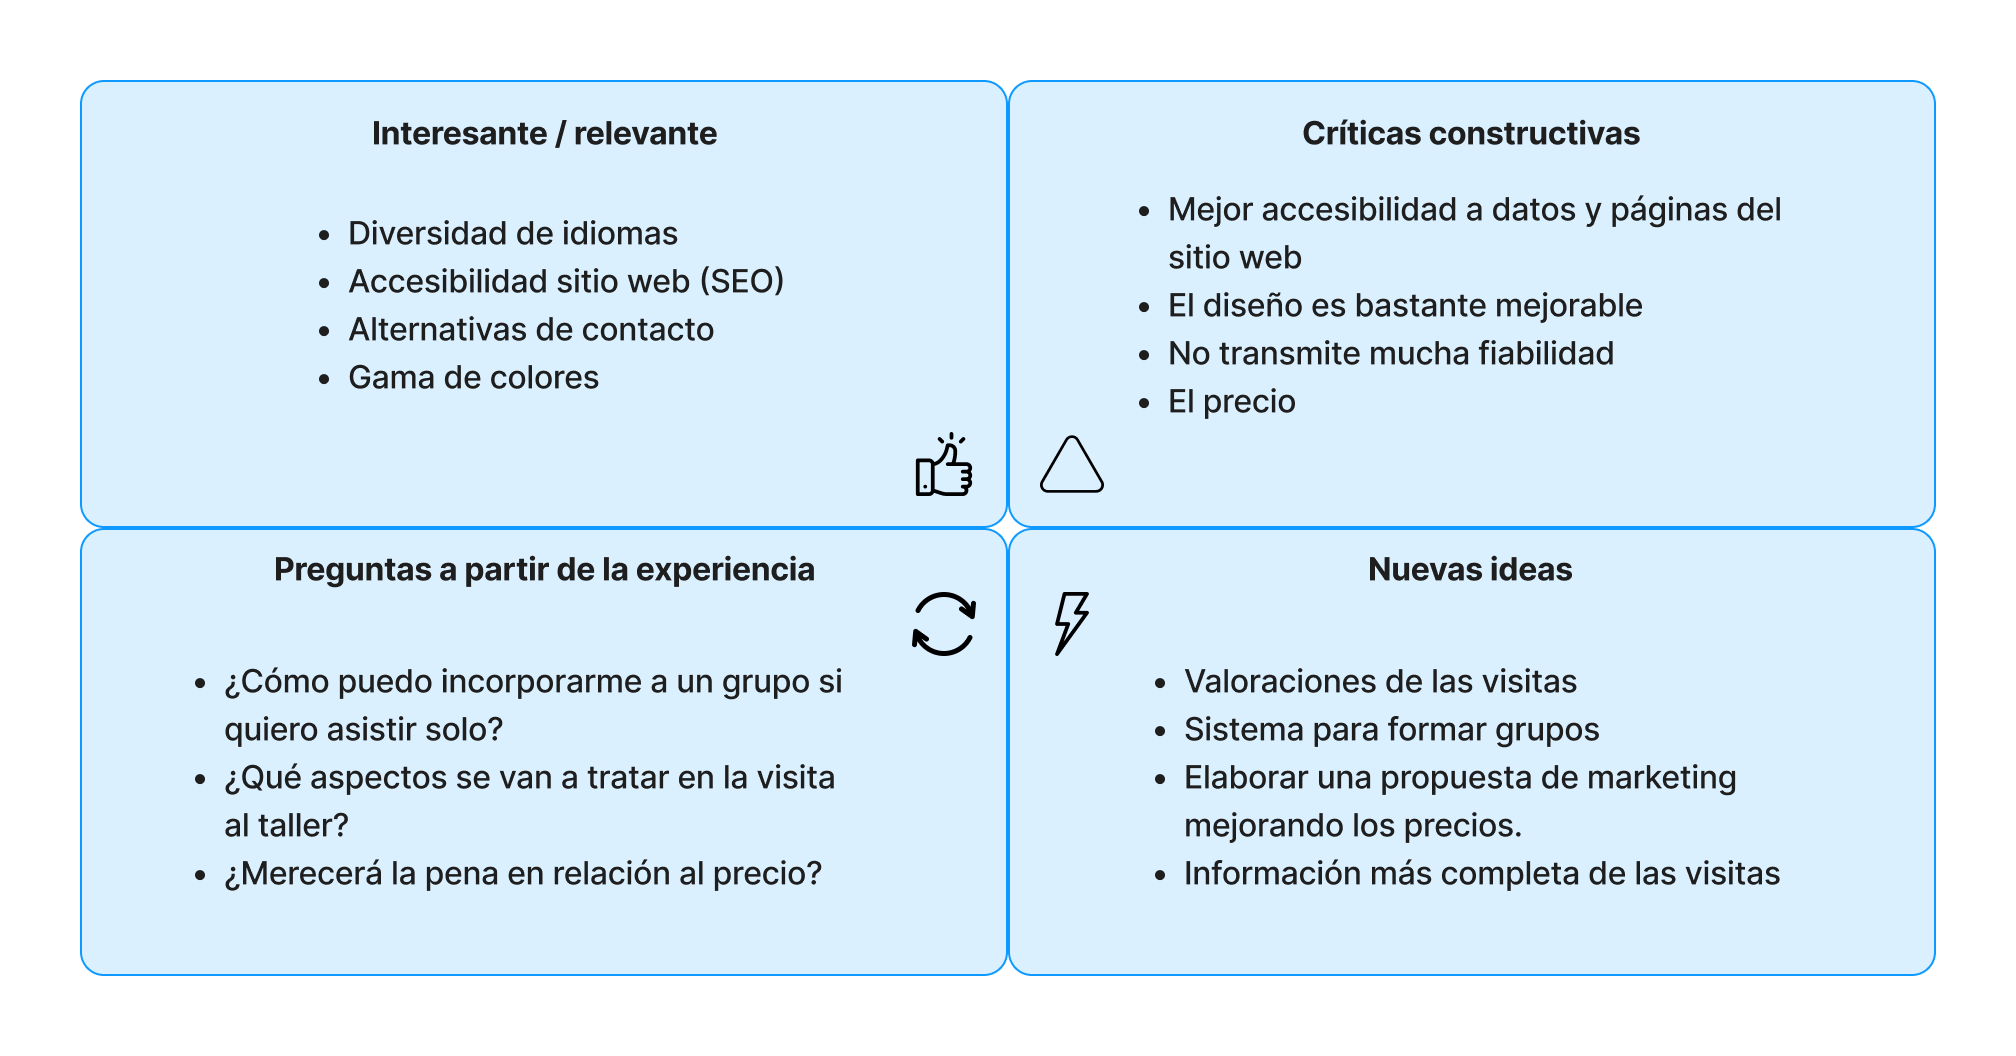 Interesante / relevante
• Diversidad de idiomas
• Accesibilidad sitio web (SEO)
• Alternativas de contacto
• Gama de colores
Críticas constructivas
• Mejor accesibilidad a datos y páginas del
sitio web
• El diseño es bastante mejorable
• No transmite mucha fiabilidad
• El precio
Preguntas a partir de la experiencia
• ¿Cómo puedo incorporarme a un grupo si
quiero asistir solo?
• ¿Qué aspectos se van a tratar en la visita
al taller?
• ¿Merecerá la pena en relación al precio?
Nuevas ideas
• Valoraciones de las visitas
• Sistema para formar grupos
• Elaborar una propuesta de marketing
mejorando los precios.
• Información más completa de las visitas